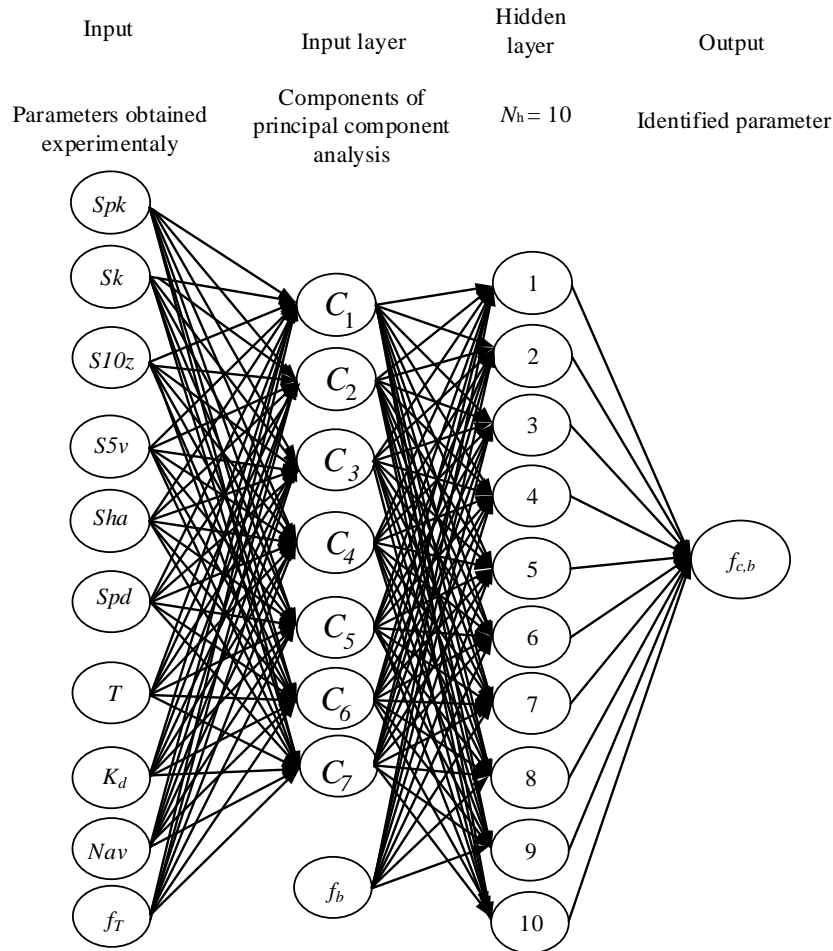 Input
Input layer
Hidden
layer
Output
Parameters obtained
experimentaly
Components of
principal component
analysis
Nh = 10
Identified parameter
Spk
Sk
S10z
S5v
Sha
Spd
T
Kd
Nav
fT
C1
C2
C3
C4
C5
C6
C7
fb
1
2
3
4
5
6
7
8
9
10
fc,b